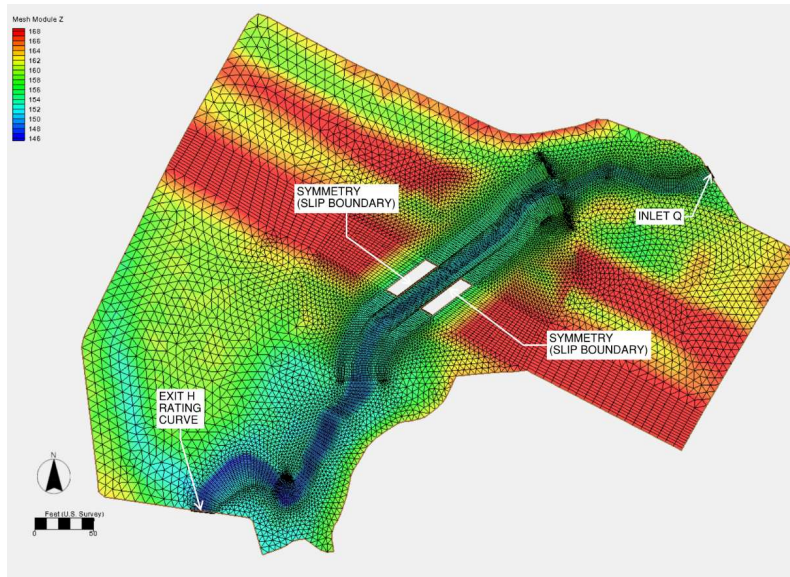 Mesh Module Z
168
166
164
162
160
158
156
154
152
150
148
146
SYMMETRY
(SLIP BOUNDARY)
INLET Q
SYMMETRY
(SLIP BOUNDARY)
EXIT H
RATING
CURVE
N
Feet (U.S. Survey)
0 50